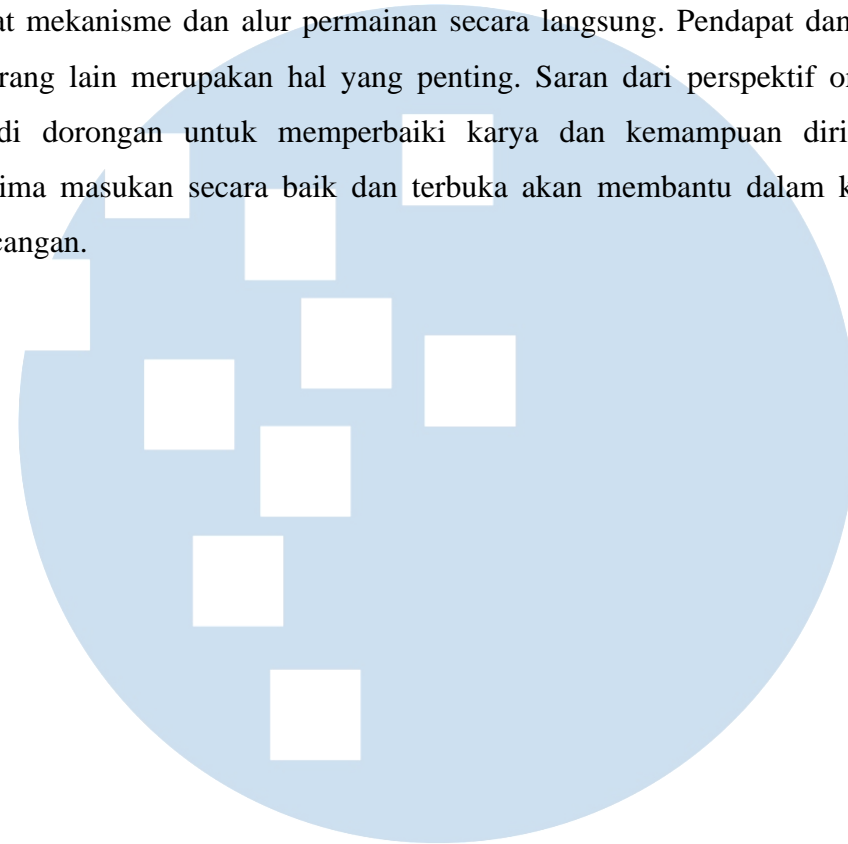 at mekanisme dan alur permainan secara langsung. Pendapat dan
rang lain merupakan hal yang penting. Saran dari perspektif or
di dorongan untuk memperbaiki karya dan kemampuan diri
ima masukan secara baik dan terbuka akan membantu dalam k
cangan.